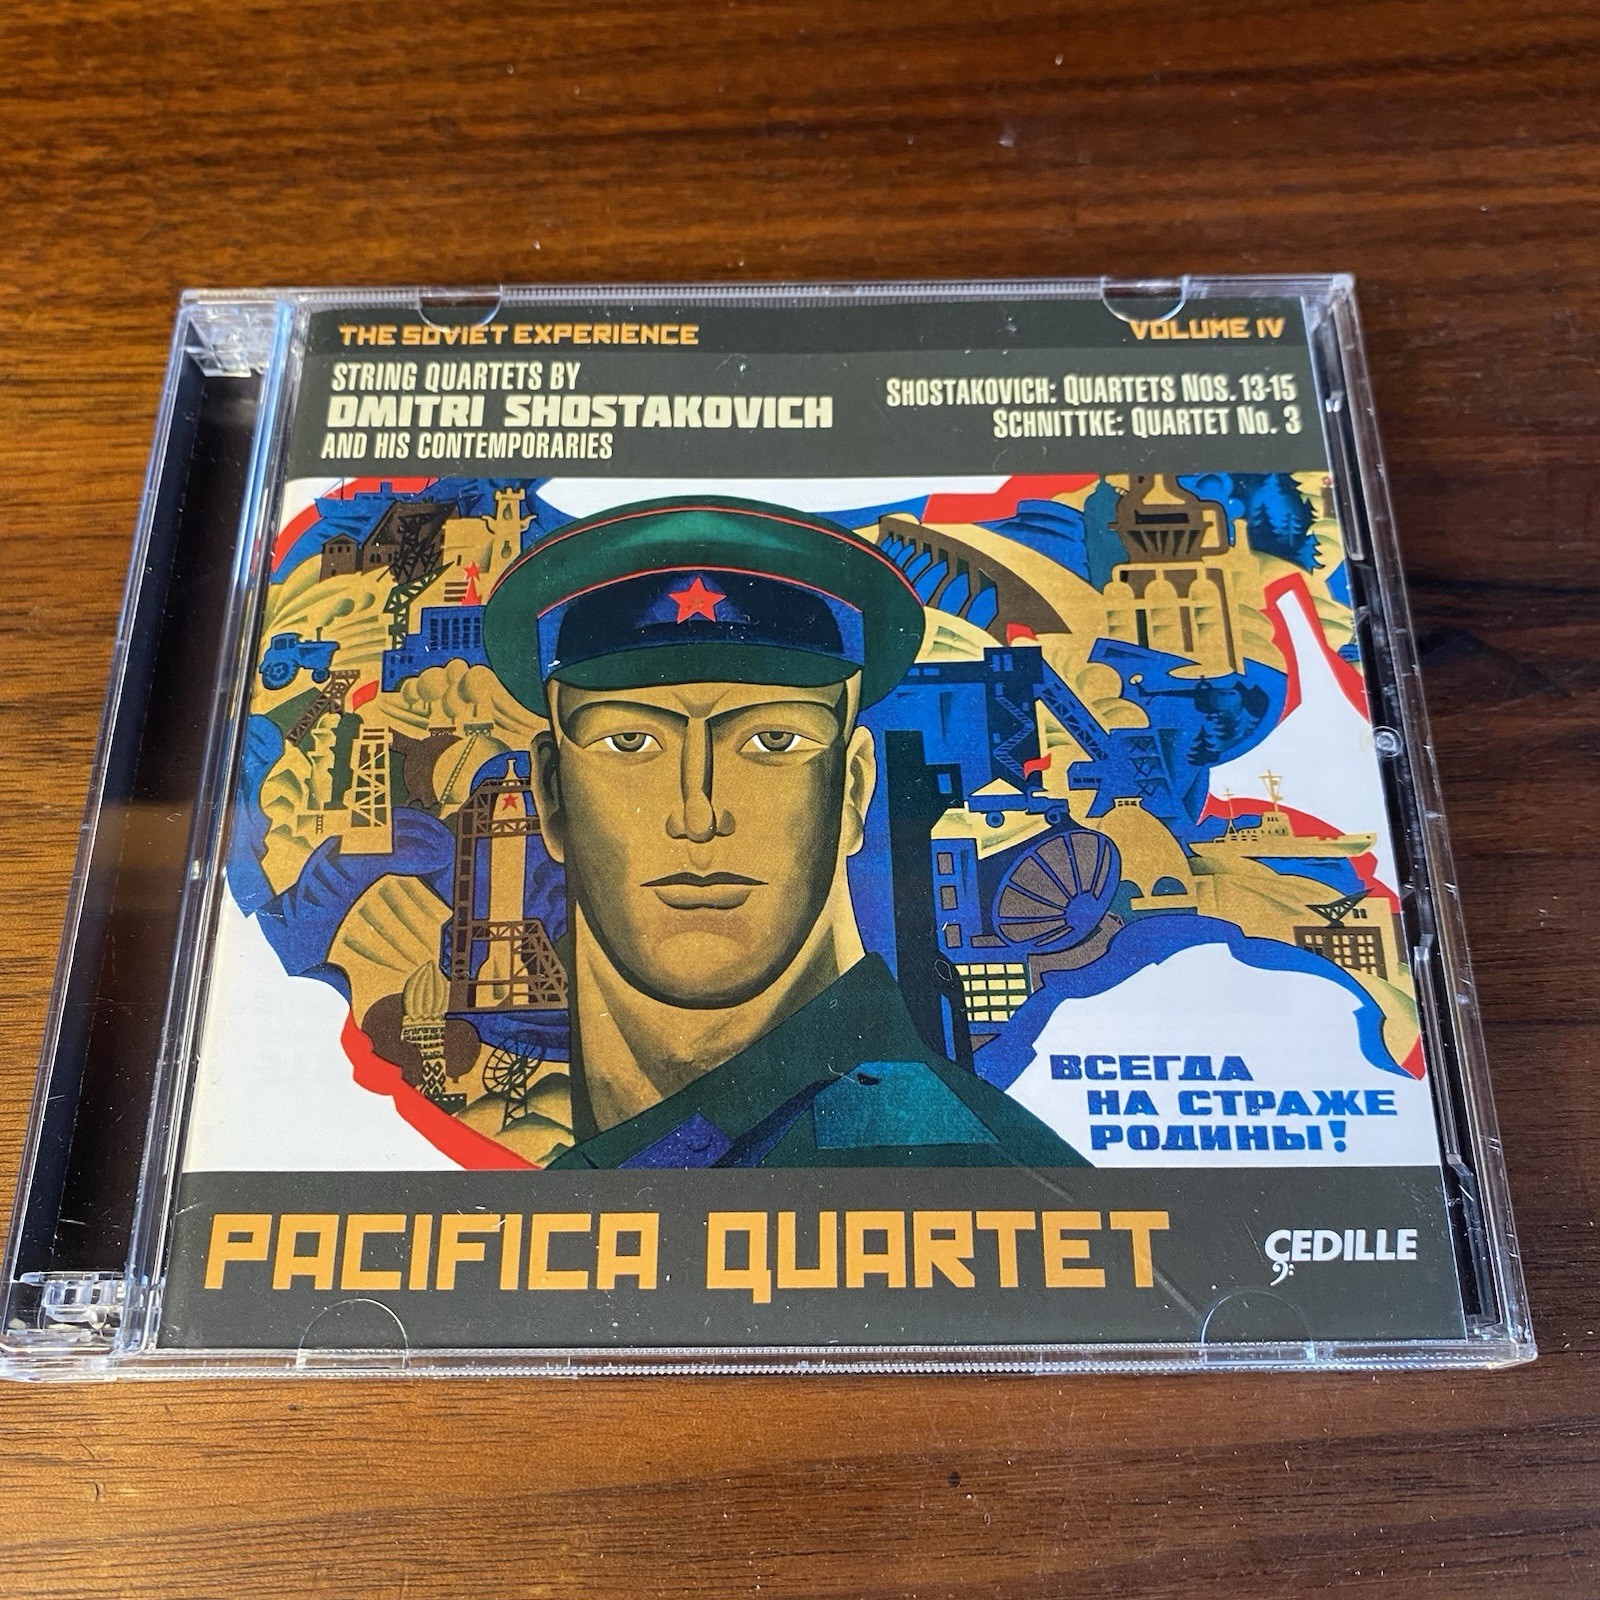 THE SOVIET EXPERIENCE
VOLUME IV
STRING QUARTETS BY
DMITRI SHOSTAKOVICH
AND HIS CONTEMPORARIES
SHOSTAKOVICH: QUARTETS NOS. 13-15
SCHNITTKE: QUARTET NO. 3
ВСЕГДА
НА СТРАЖЕ
РОДИНЫ!
PACIFICA QUARTET
ÇEDILLE